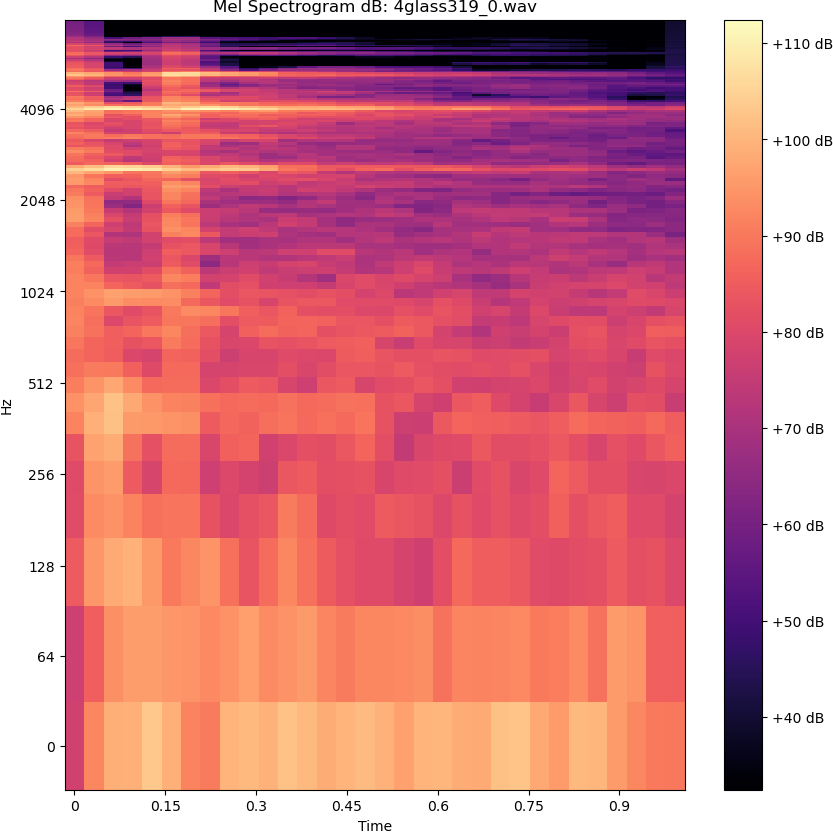 Mel Spectrogram dB: 4glass319_0.wav
+110 dB
4096
+100 dB
2048
+90 dB
1024
+80 dB
512
Hz
+70 dB
256
+60 dB
128
64
+50 dB
0
+40 dB
0 0.15 0.3 0.45 0.6 0.75 0.9
Time